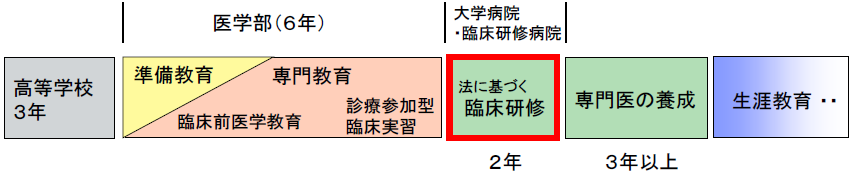 医学部（６年）
大学病院
・臨床研修病院
高等学校
３年
準備教育
専門教育
臨床前医学教育
診療参加型
臨床実習
法に基づく
臨床研修
専門医の養成
生涯教育 ‥
２年
３年以上